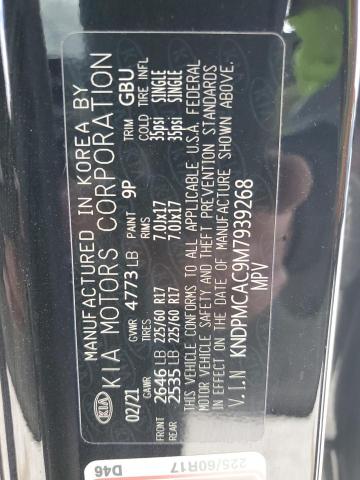 KIA
MANUFACTURED IN KOREA BY
KIA MOTORS CORPORATION
02/21 GVWR 4773 LB PAINT 9P TRIM GBU
GAWR TIRES RIMS COLD TIRE INFL
FRONT 2646 LB 225/60 R17 7.0Jx17 35psi SINGLE
REAR 2535 LB 225/60 R17 7.0Jx17 35psi SINGLE
THIS VEHICLE CONFORMS TO ALL APPLICABLE U.S.A. FEDERAL
MOTOR VEHICLE SAFETY AND THEFT PREVENTION STANDARDS
IN EFFECT ON THE DATE OF MANUFACTURE SHOWN ABOVE.
V.I.N KNDPMCAC9M7939268
MPV
D46 225/60R17